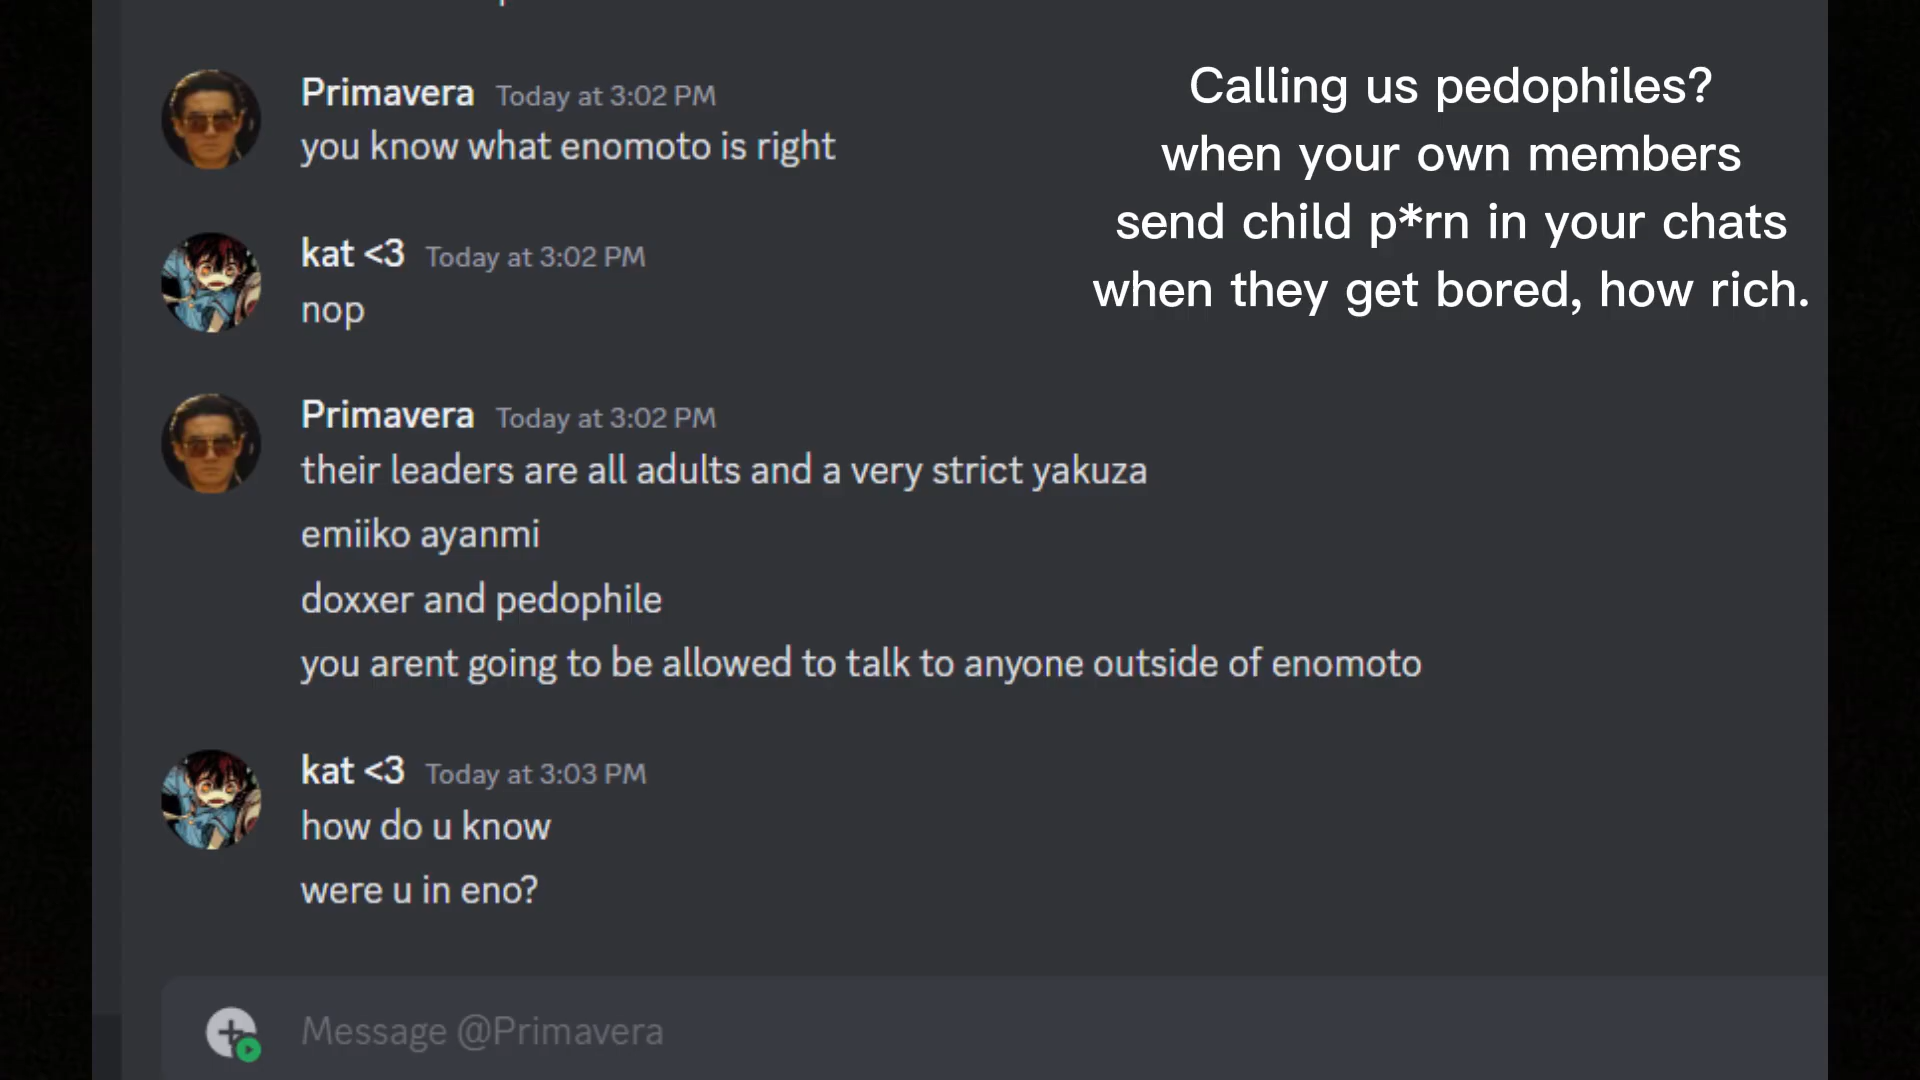 Primavera Today at 3:02 PM
you know what enomoto is right
kat <3 Today at 3:02 PM
nop
Primavera Today at 3:02 PM
their leaders are all adults and a very strict yakuza
emiiko ayanmi
doxxer and pedophile
you arent going to be allowed to talk to anyone outside of enomoto
kat <3 Today at 3:03 PM
how do u know
were u in eno?
Message @Primavera
Calling us pedophiles?
when your own members
send child p*rn in your chats
when they get bored, how rich.